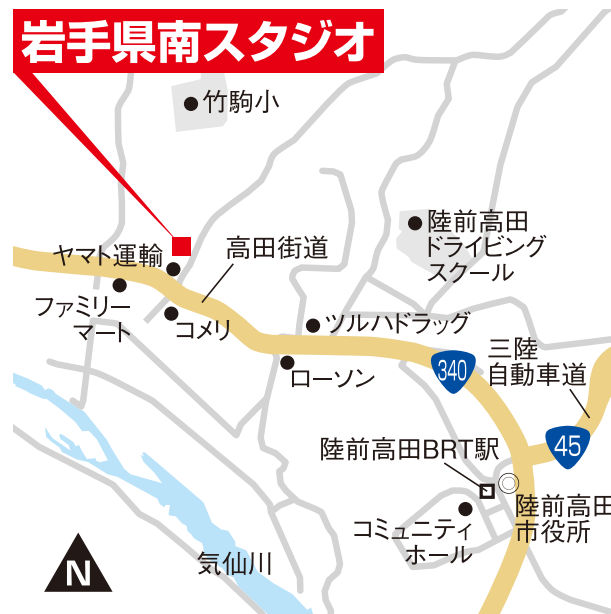 岩手県南スタジオ
竹駒小
陸前高田
ドライビング
スクール
高田街道
ヤマト運輸
ファミリー
マート
コメリ
ツルハドラッグ
ローソン
340
三陸
自動車道
45
陸前高田BRT駅
陸前高田
市役所
コミュニティ
ホール
気仙川
N